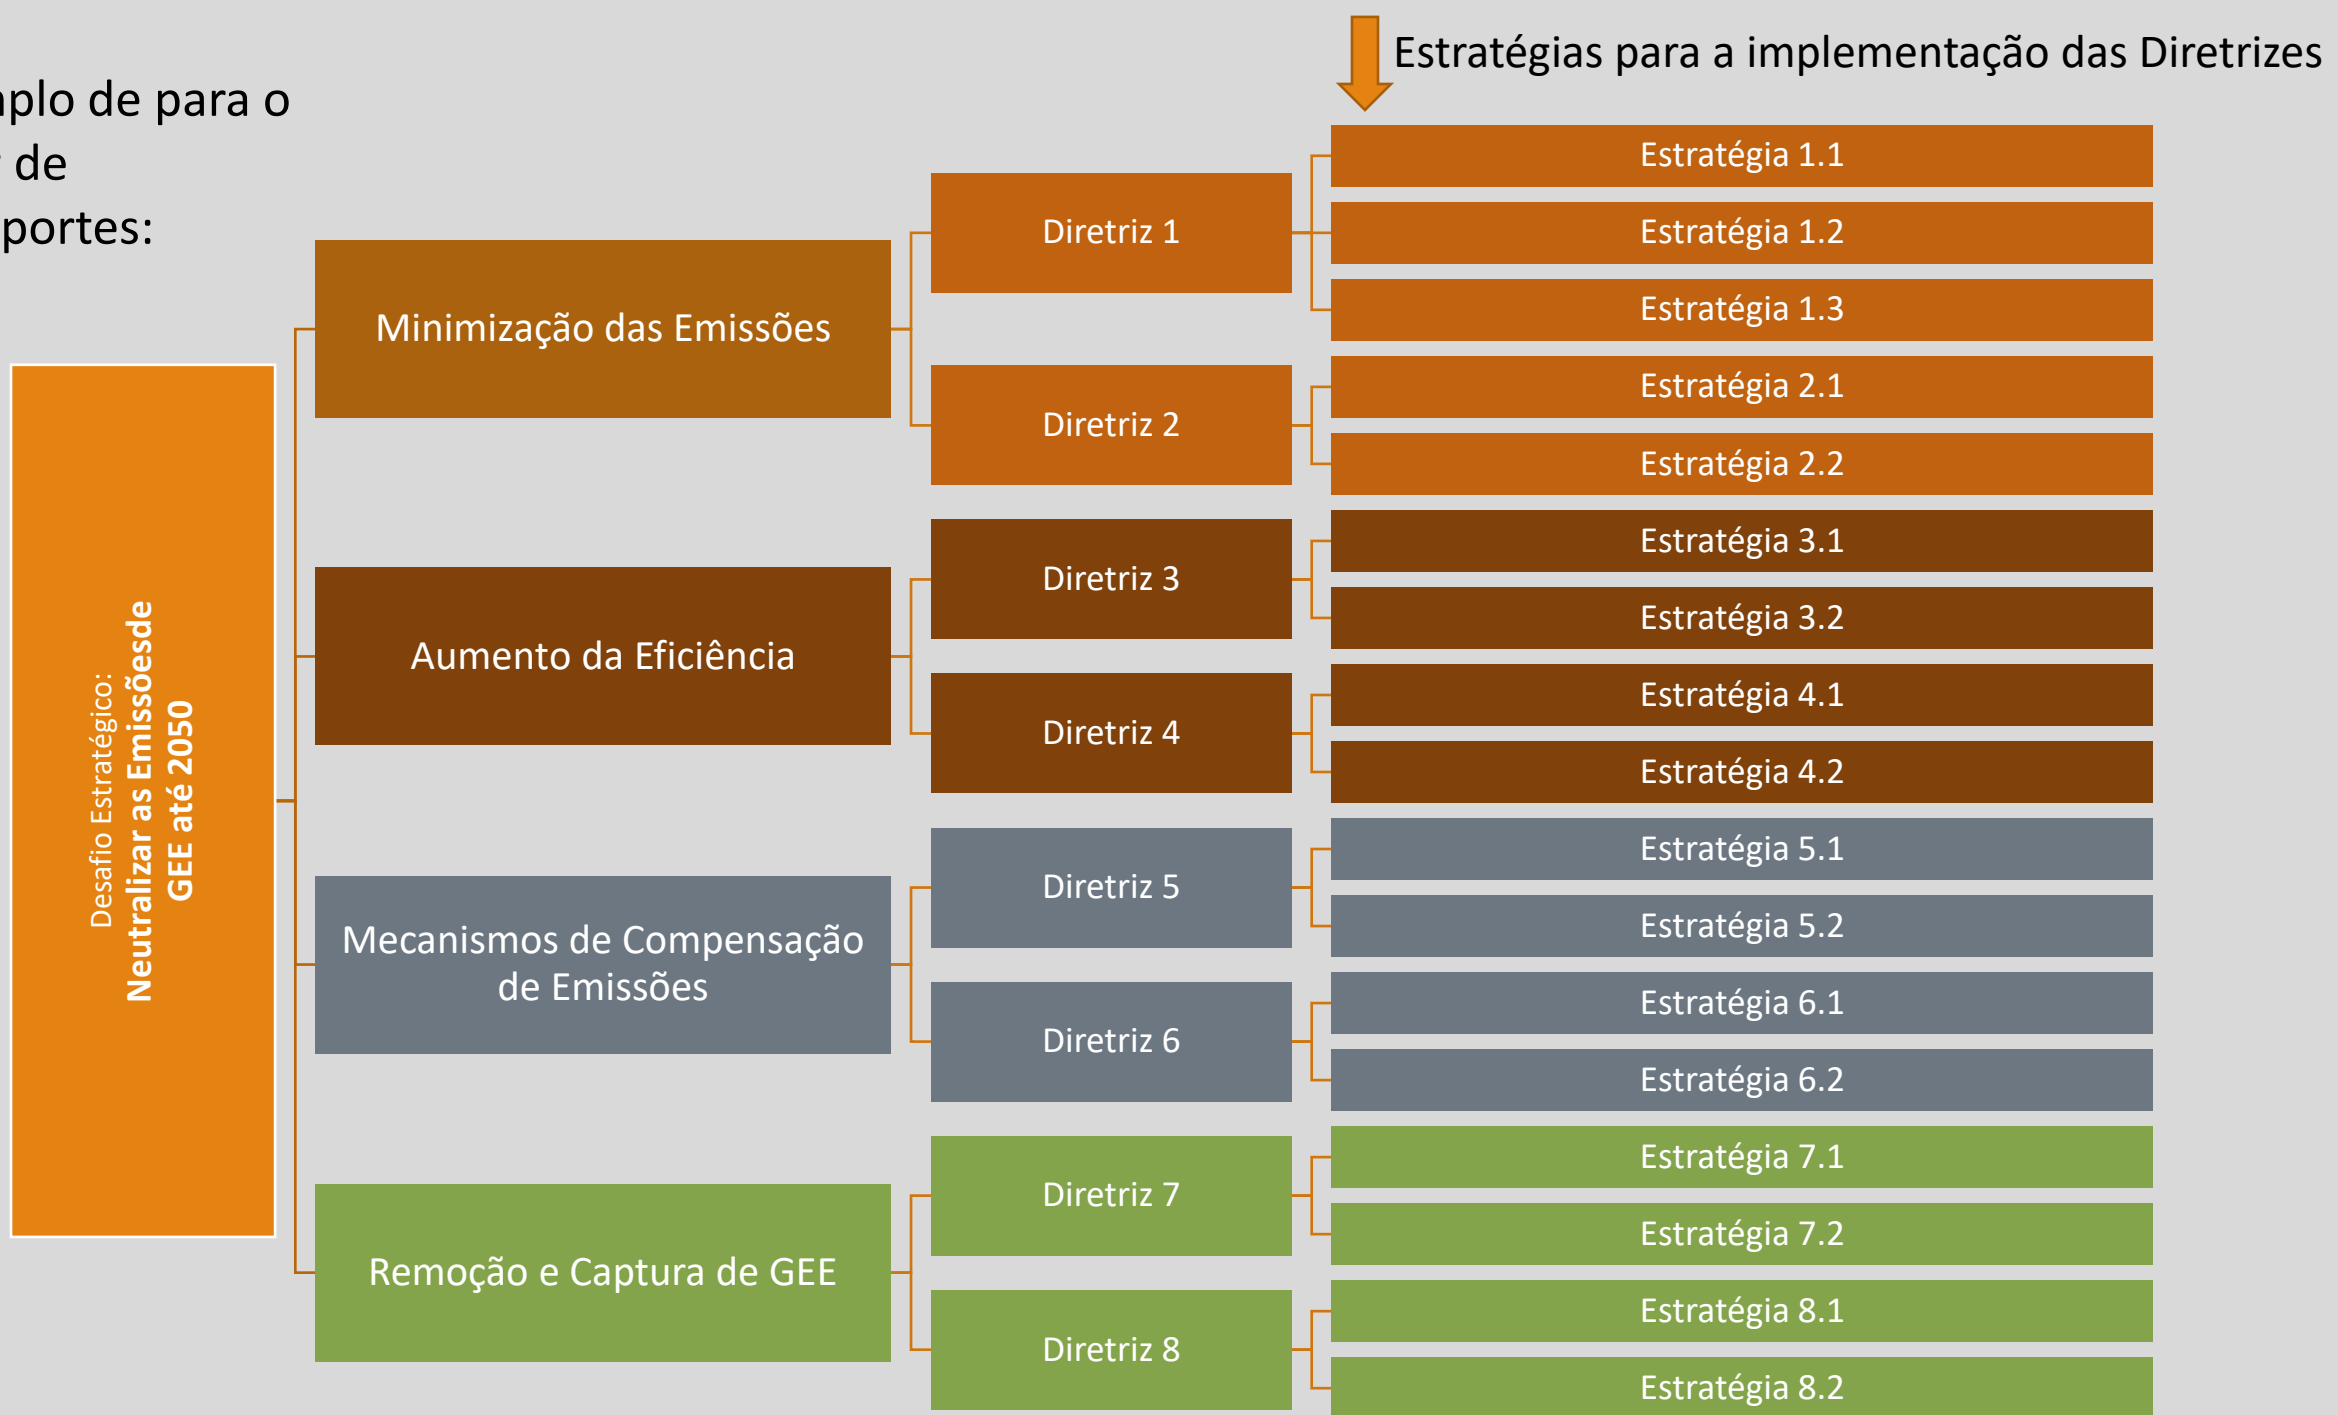 Estratégias para a implementação das Diretrizes
plo de para o
de
portes:
Desafio Estratégico:
Neutralizar as Emissõesde
GEE até 2050
Minimização das Emissões
Diretriz 1
Estratégia 1.1
Estratégia 1.2
Estratégia 1.3
Diretriz 2
Estratégia 2.1
Estratégia 2.2
Aumento da Eficiência
Diretriz 3
Estratégia 3.1
Estratégia 3.2
Diretriz 4
Estratégia 4.1
Estratégia 4.2
Mecanismos de Compensação
de Emissões
Diretriz 5
Estratégia 5.1
Estratégia 5.2
Diretriz 6
Estratégia 6.1
Estratégia 6.2
Remoção e Captura de GEE
Diretriz 7
Estratégia 7.1
Estratégia 7.2
Diretriz 8
Estratégia 8.1
Estratégia 8.2